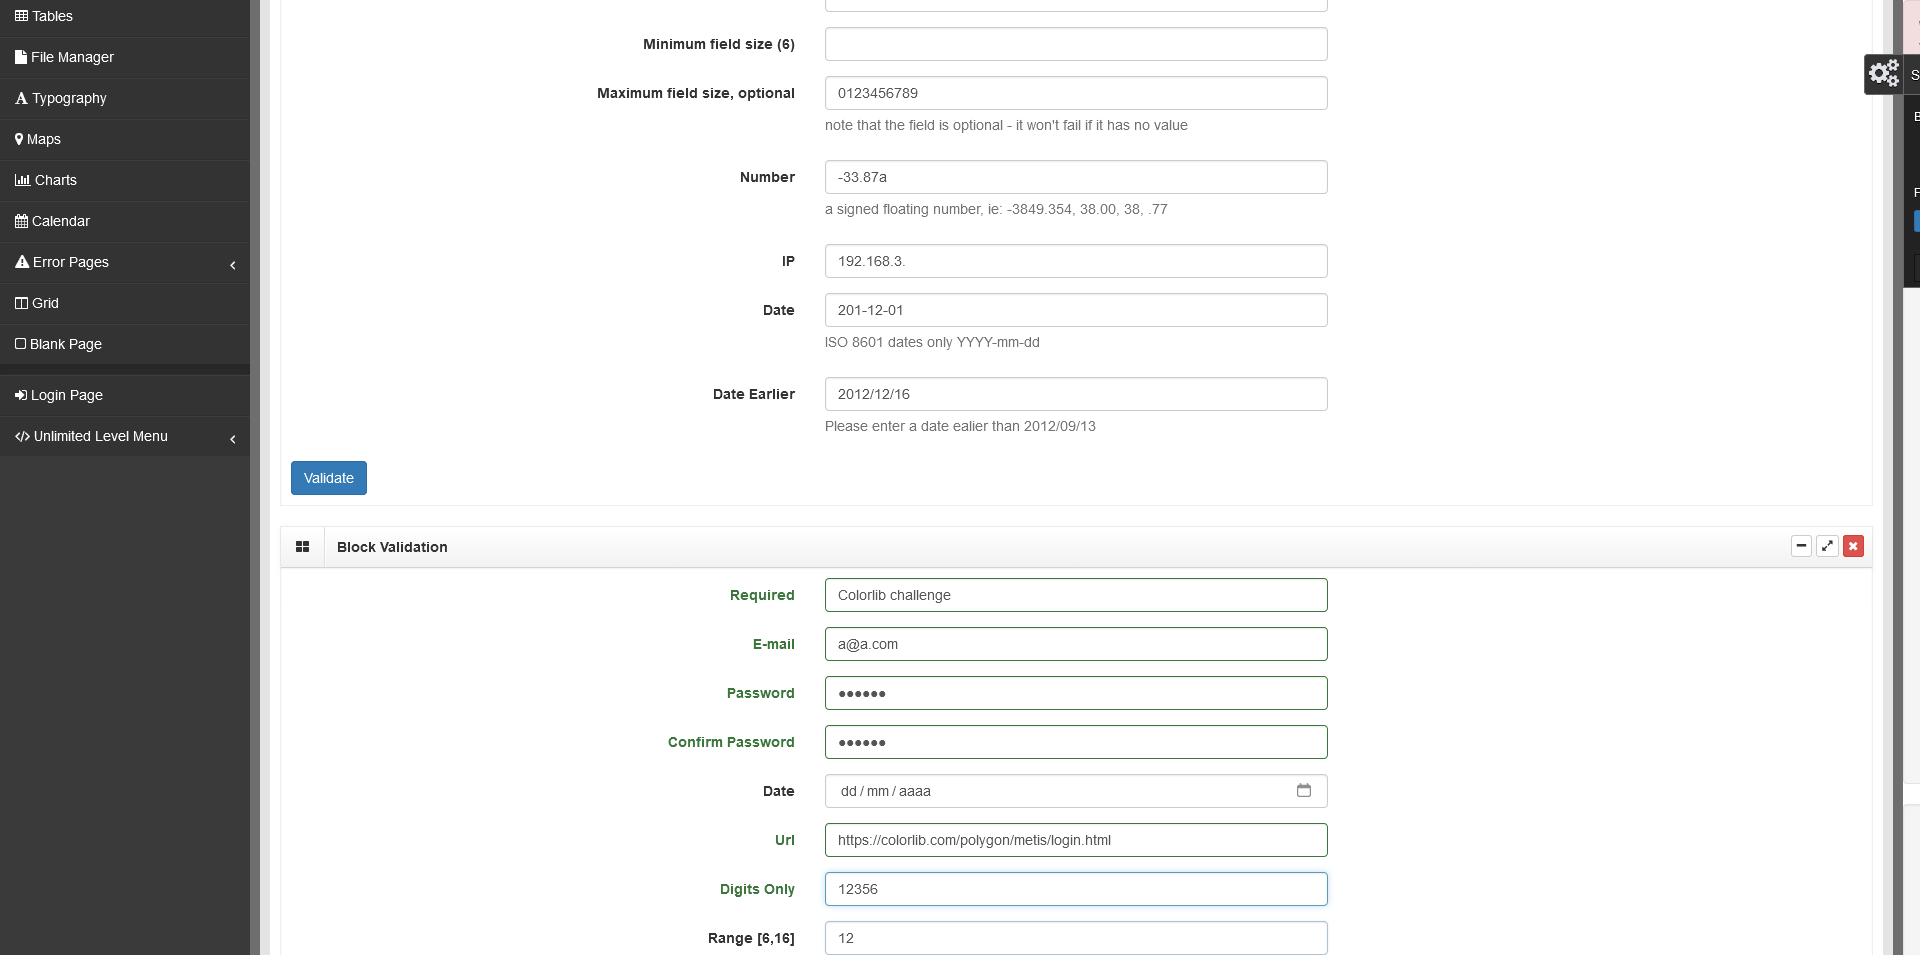 Tables
File Manager
Typography
Maps
Charts
Calendar
Error Pages
Grid
Blank Page
Login Page
Unlimited Level Menu
Minimum field size (6)
Maximum field size, optional
0123456789
note that the field is optional - it won't fail if it has no value
Number
-33.87a
a signed floating number, ie: -3849.354, 38.00, 38, .77
IP
192.168.3.
Date
201-12-01
ISO 8601 dates only YYYY-mm-dd
Date Earlier
2012/12/16
Please enter a date ealier than 2012/09/13
Validate
Block Validation
Required
Colorlib challenge
E-mail
a@a.com
Password
●●●●●●
Confirm Password
●●●●●●
Date
dd/mm/aaaa
Url
https://colorlib.com/polygon/metis/login.html
Digits Only
12356
Range [6,16]
12
S